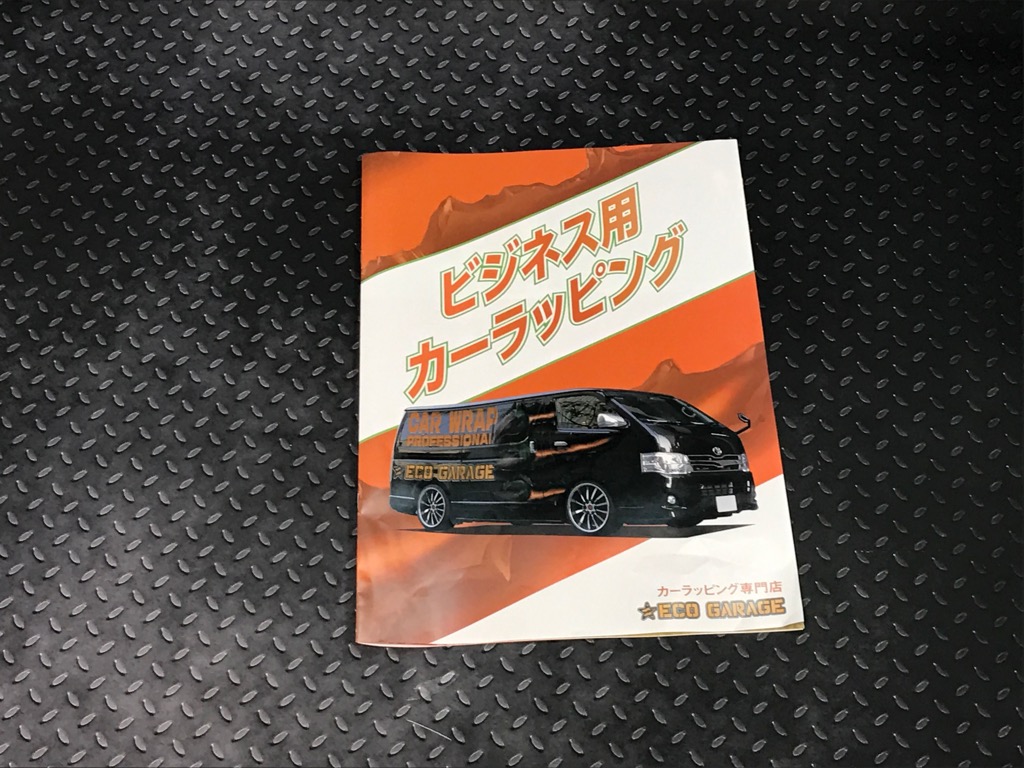 ビジネス用
カーラッピング
CAR WRAP
PROFESSIONAL
ECO GARAGE
カーラッピング専門店
ECO GARAGE